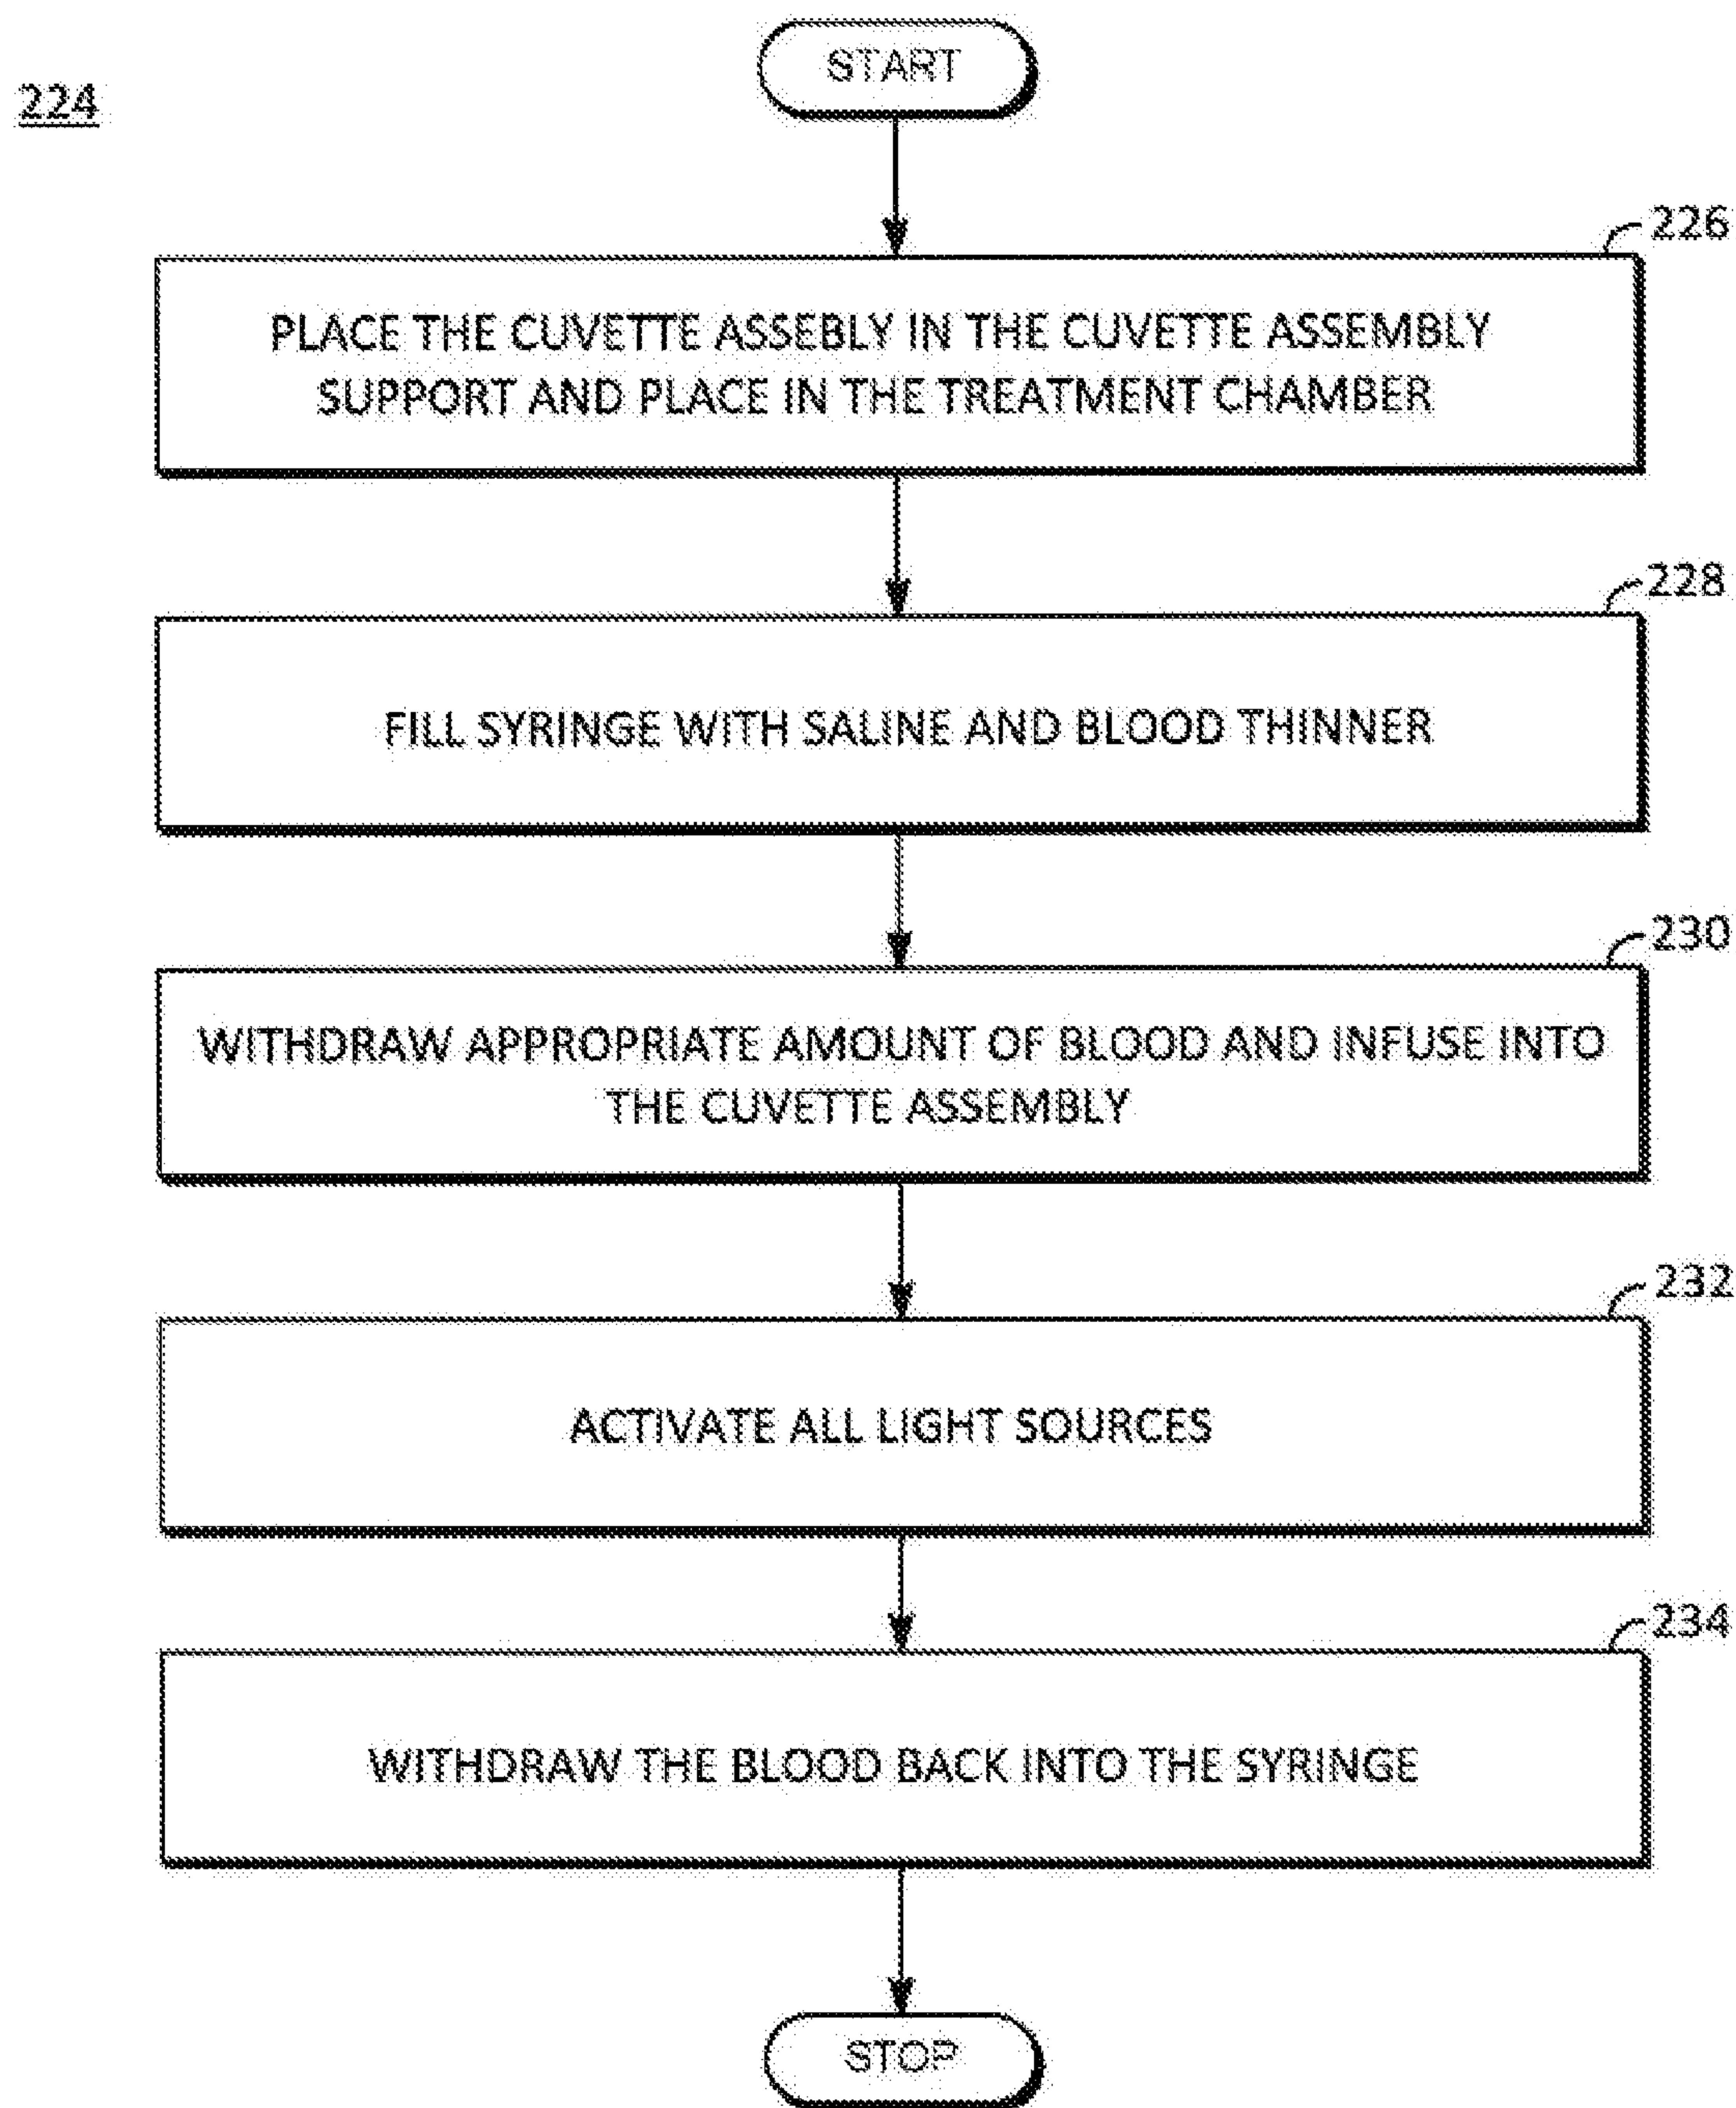 START
224
226
PLACE THE CUVETTE ASSEBLY IN THE CUVETTE ASSEMBLY
SUPPORT AND PLACE IN THE TREATMENT CHAMBER
228
FILL SYRINGE WITH SALINE AND BLOOD THINNER
230
WITHDRAW APPROPRIATE AMOUNT OF BLOOD AND INFUSE INTO
THE CUVETTE ASSEMBLY
232
ACTIVATE ALL LIGHT SOURCES
234
WITHDRAW THE BLOOD BACK INTO THE SYRINGE
STOP